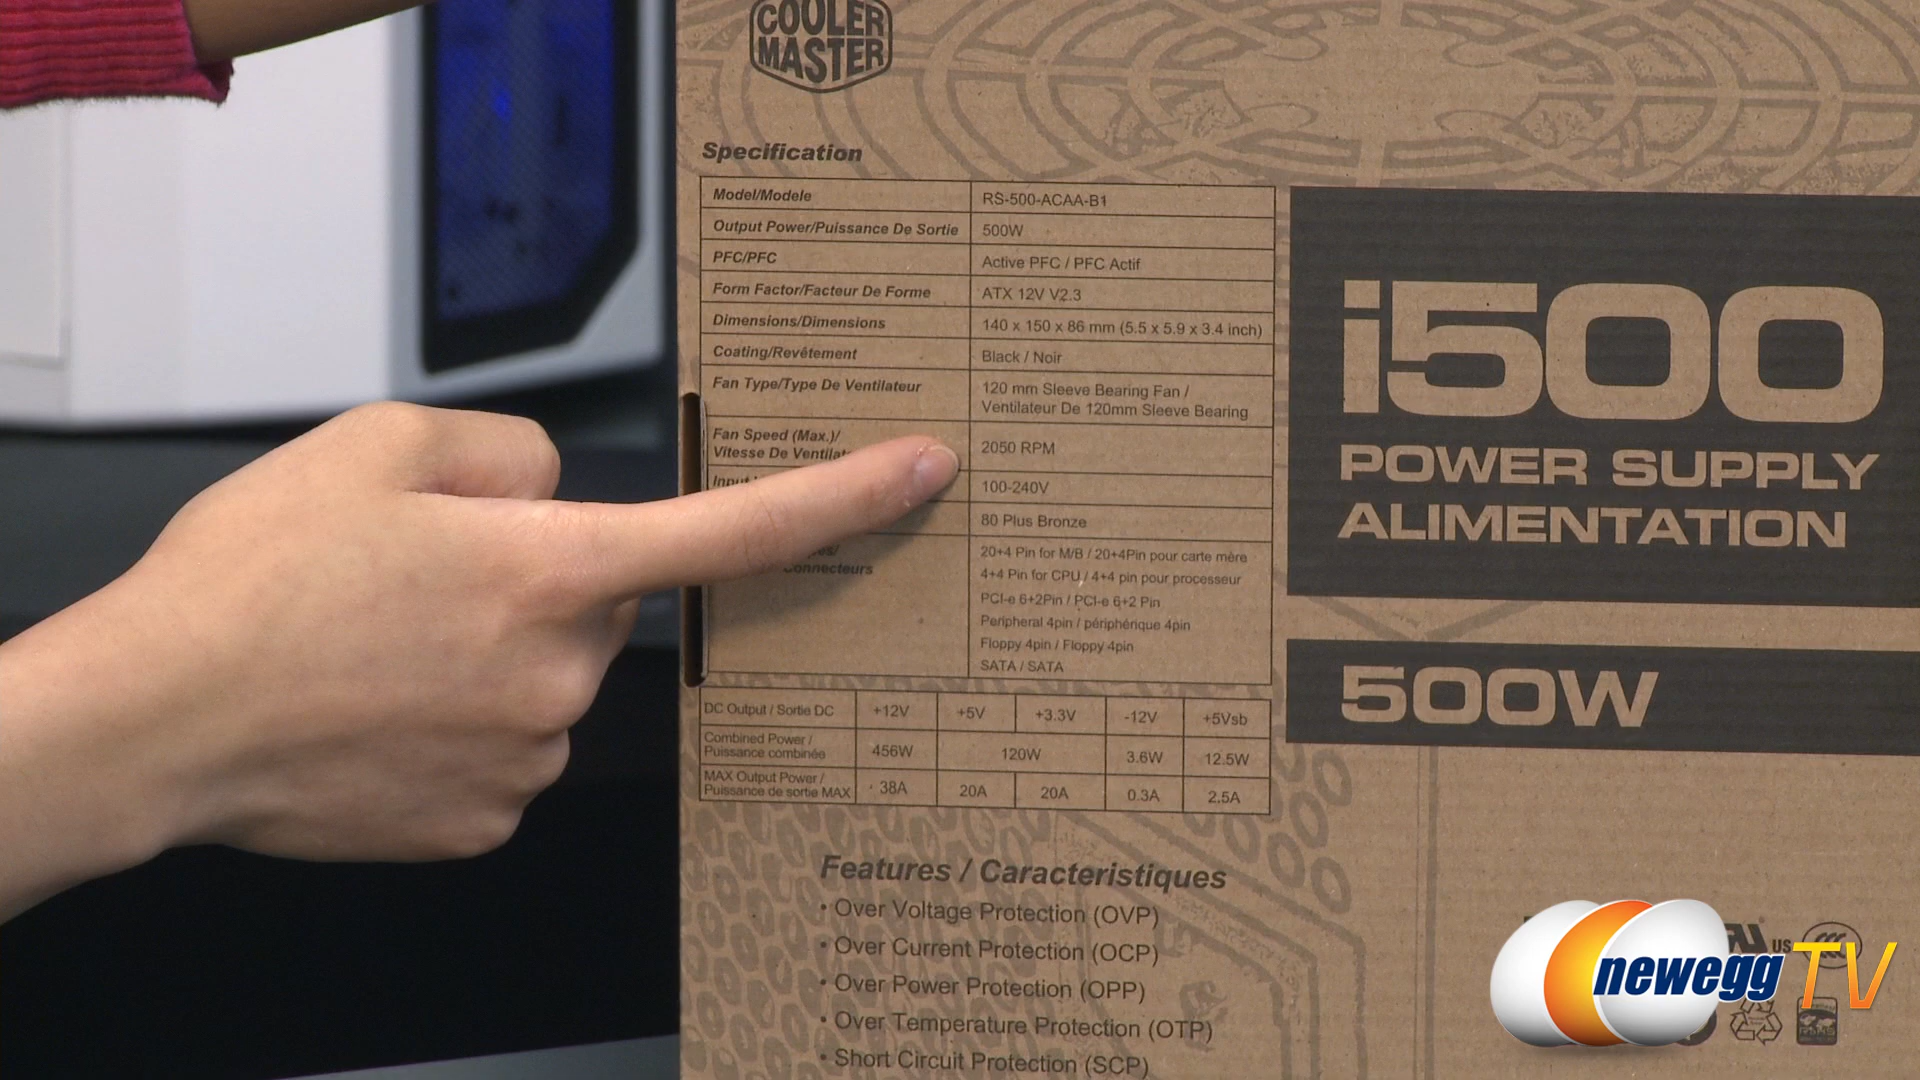 COOLER
MASTER
Specification
Model/Modele RS-500-ACAA-B1
Output Power/Puissance De Sortie 500W
PFC/PFC Active PFC / PFC Actif
Form Factor/Facteur De Forme ATX 12V V2.3
Dimensions/Dimensions 140 x 150 x 86 mm (5.5 x 5.9 x 3.4 inch)
Coating/Revêtement Black / Noir
Fan Type/Type De Ventilateur 120 mm Sleeve Bearing Fan /
Ventilateur De 120mm Sleeve Bearing
Fan Speed (Max.)/
Vitesse De 2050 RPM
100-240V
80 Plus Bronze
20+4 Pin for M/B / 20+4Pin pour carte mère
4+4 Pin for CPU / 4+4 pin pour processeur
PCI-e 6+2Pin / PCI-e 6+2 Pin
Peripheral 4pin / périphérique 4pin
Floppy 4pin / Floppy 4pin
SATA / SATA
DC Output / Sortie DC +12V +5V +3.3V -12V +5Vsb
Combined Power /
Puissance combinée 456W 120W 3.6W 12.5W
MAX Output Power /
Puissance de sortie MAX 38A 20A 20A 0.3A 2.5A
i500
POWER SUPPLY
ALIMENTATION
500W
Features / Caracteristiques
• Over Voltage Protection (OVP)
• Over Current Protection (OCP)
• Over Power Protection (OPP)
• Over Temperature Protection (OTP)
• Short Circuit Protection (SCP)
US
newegg TV